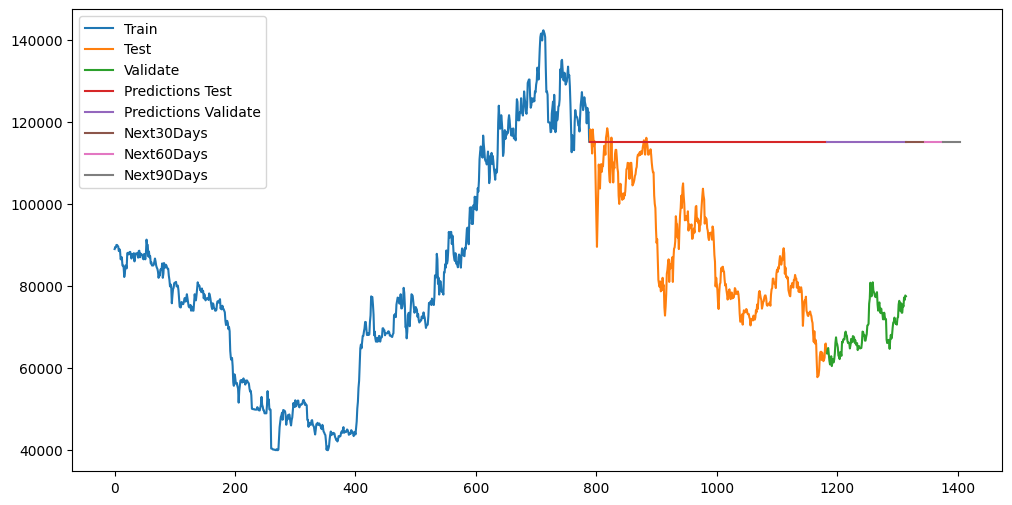 Train
Test
Validate
Predictions Test
Predictions Validate
Next30Days
Next60Days
Next90Days
140000
120000
100000
80000
60000
40000
0 200 400 600 800 1000 1200 1400